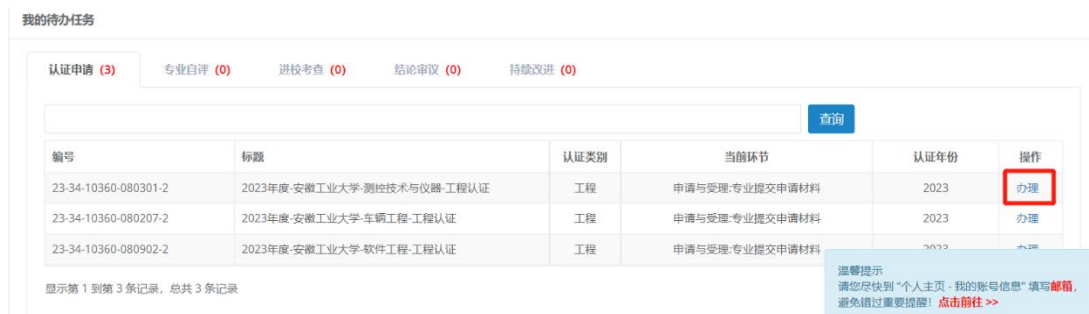 我的待办任务
认证申请 (3) 专业自评 (0) 进校考查 (0) 结论审议 (0) 持续改进 (0)
查询
编号 标题 认证类别 当前环节 认证年份 操作
23-34-10360-080301-2 2023年度-安徽工业大学-测控技术与仪器-工程认证 工程 申请与受理:专业提交申请材料 2023 办理
23-34-10360-080207-2 2023年度-安徽工业大学-车辆工程-工程认证 工程 申请与受理:专业提交申请材料 2023 办理
23-34-10360-080902-2 2023年度-安徽工业大学-软件工程-工程认证 工程 申请与受理:专业提交申请材料 2023 办理
温馨提示
请您尽快到 "个人主页 - 我的账号信息" 填写邮箱,
避免错过重要提醒! 点击前往 >>
显示第 1 到第 3 条记录, 总共 3 条记录